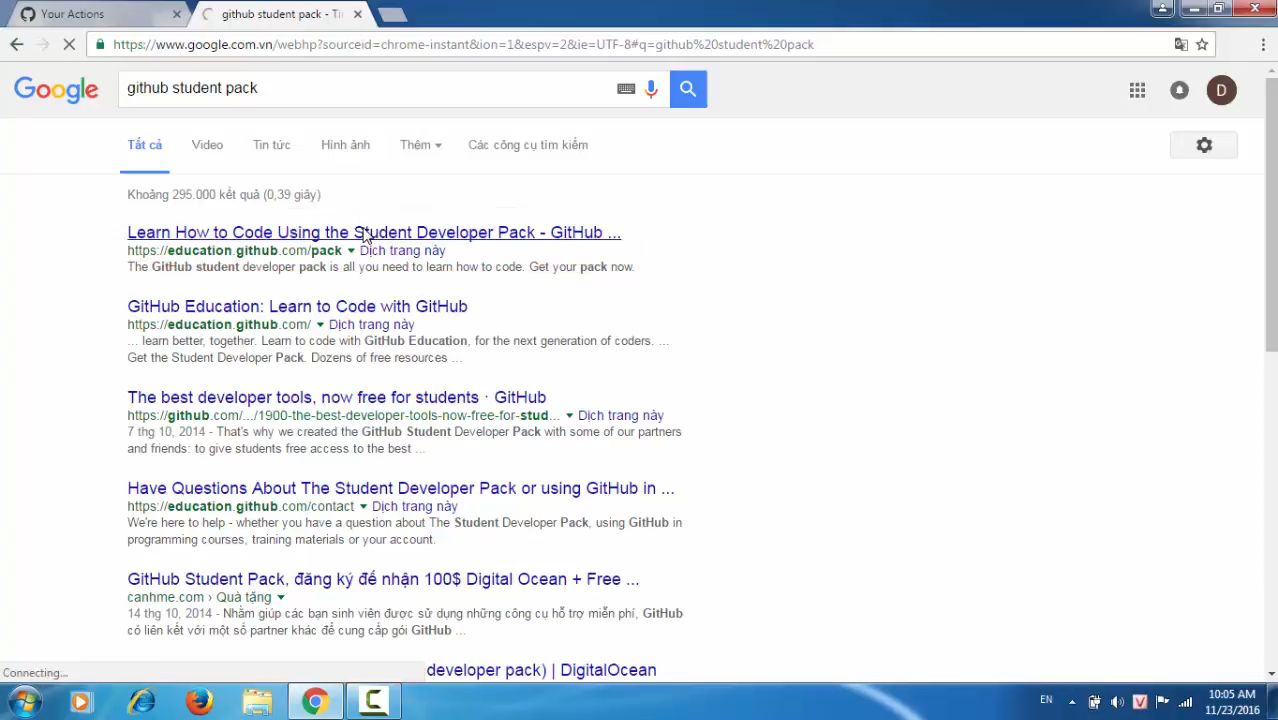 Your Actions
github student pack - Tì
https://www.google.com.vn/webhp?sourceid=chrome-instant&ion=1&espv=2&ie=UTF-8#q=github%20student%20pack
Google
github student pack
D
Tất cả
Video
Tin tức
Hình ảnh
Thêm
Các công cụ tìm kiếm
Khoảng 295.000 kết quả (0,39 giây)
Learn How to Code Using the Student Developer Pack - GitHub ...
https://education.github.com/pack Dịch trang này
The GitHub student developer pack is all you need to learn how to code. Get your pack now.
GitHub Education: Learn to Code with GitHub
https://education.github.com/ Dịch trang này
... learn better, together. Learn to code with GitHub Education, for the next generation of coders. ...
Get the Student Developer Pack. Dozens of free resources ...
The best developer tools, now free for students · GitHub
https://github.com/.../1900-the-best-developer-tools-now-free-for-stud... Dịch trang này
7 thg 10, 2014 - That's why we created the GitHub Student Developer Pack with some of our partners
and friends: to give students free access to the best ...
Have Questions About The Student Developer Pack or using GitHub in ...
https://education.github.com/contact Dịch trang này
We're here to help - whether you have a question about The Student Developer Pack, using GitHub in
programming courses, training materials or your account.
GitHub Student Pack, đăng ký để nhận 100$ Digital Ocean + Free ...
canhme.com › Quà tặng
14 thg 10, 2014 - Nhằm giúp các bạn sinh viên được sử dụng những công cụ hỗ trợ miễn phí, GitHub
có liên kết với một số partner khác để cung cấp gói GitHub ...
developer pack) | DigitalOcean
Connecting...
EN
V
10:05 AM
11/23/2016